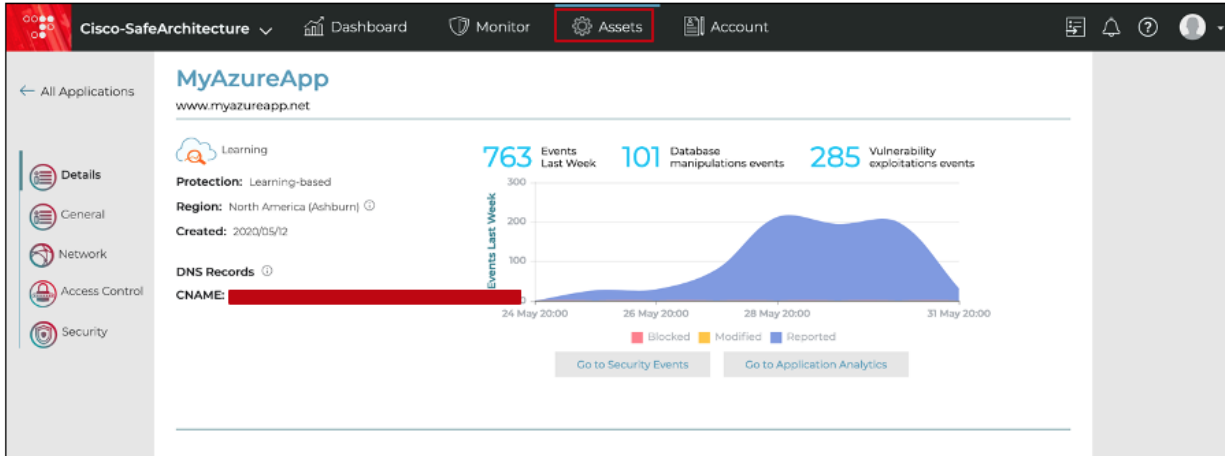 Cisco-SafeArchitecture Dashboard Monitor Assets Account
All Applications
MyAzureApp
www.myazureapp.net
Details
General
Network
Access Control
Security
Learning
Protection: Learning-based
Region: North America (Ashburn)
Created: 2020/05/12
DNS Records
CNAME:
763 Events Last Week
101 Database manipulations events
285 Vulnerability exploitations events
Events Last Week
300
200
100
0
24 May 20:00 26 May 20:00 28 May 20:00 31 May 20:00
Blocked Modified Reported
Go to Security Events Go to Application Analytics